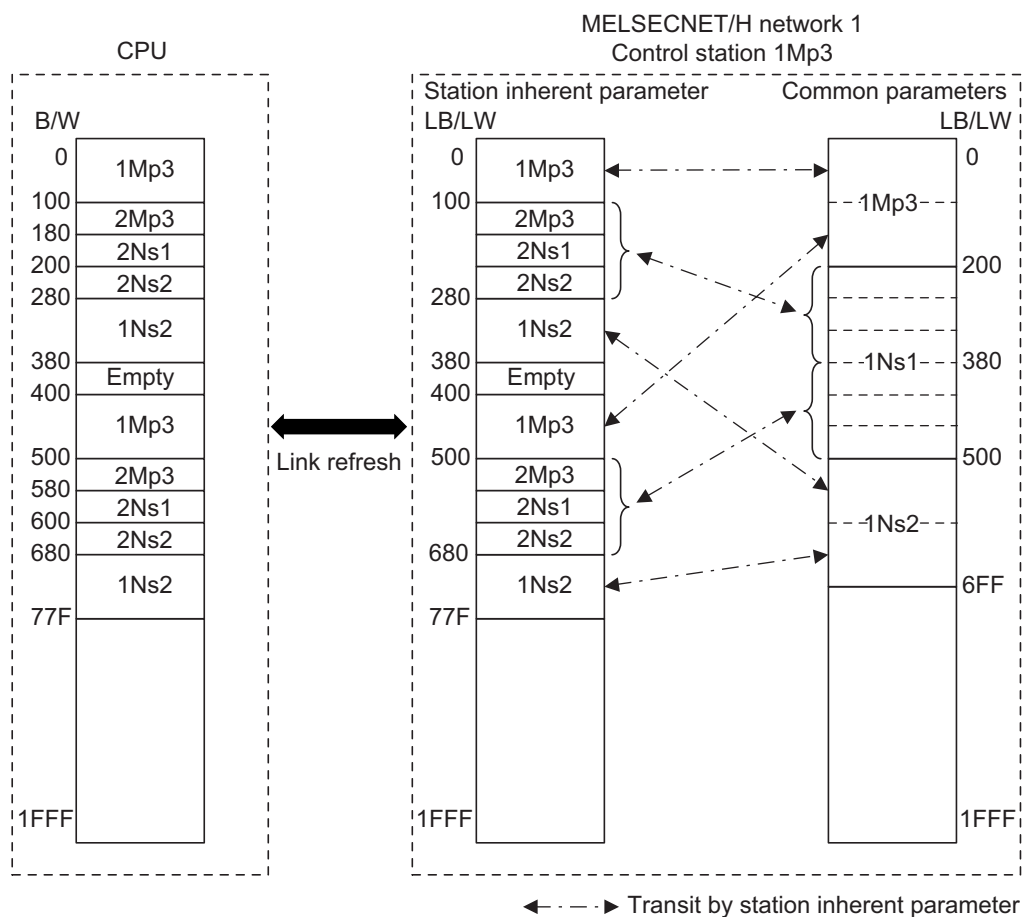 MELSECNET/H network 1
CPU
Control station 1Mp3
Station inherent parameter
Common parameters
B/W
LB/LW
LB/LW
0
1Mp3
0
1Mp3
0
100
2Mp3
100
2Mp3
1Mp3
180
2Ns1
2Ns1
200
2Ns2
2Ns2
200
280
280
1Ns2
1Ns2
380
380
1Ns1
380
Empty
Empty
400
400
1Mp3
1Mp3
500
Link refresh
500
500
2Mp3
2Mp3
580
2Ns1
2Ns1
600
1Ns2
2Ns2
2Ns2
680
680
1Ns2
1Ns2
6FF
77F
77F
1FFF
1FFF
1FFF
Transit by station inherent parameter